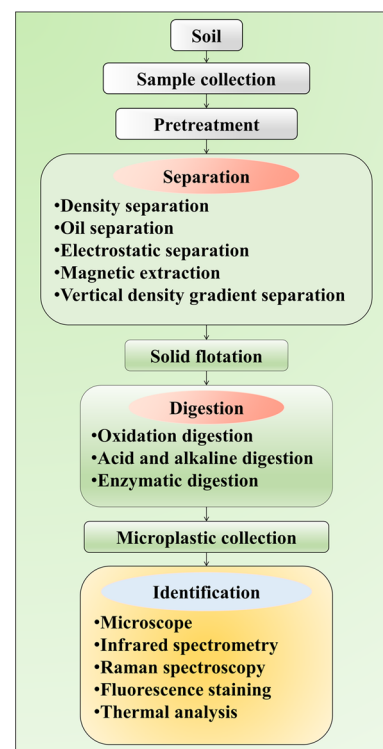 Soil
Sample collection
Pretreatment
Separation
•Density separation
•Oil separation
•Electrostatic separation
•Magnetic extraction
•Vertical density gradient separation
Solid flotation
Digestion
•Oxidation digestion
•Acid and alkaline digestion
•Enzymatic digestion
Microplastic collection
Identification
•Microscope
•Infrared spectrometry
•Raman spectroscopy
•Fluorescence staining
•Thermal analysis